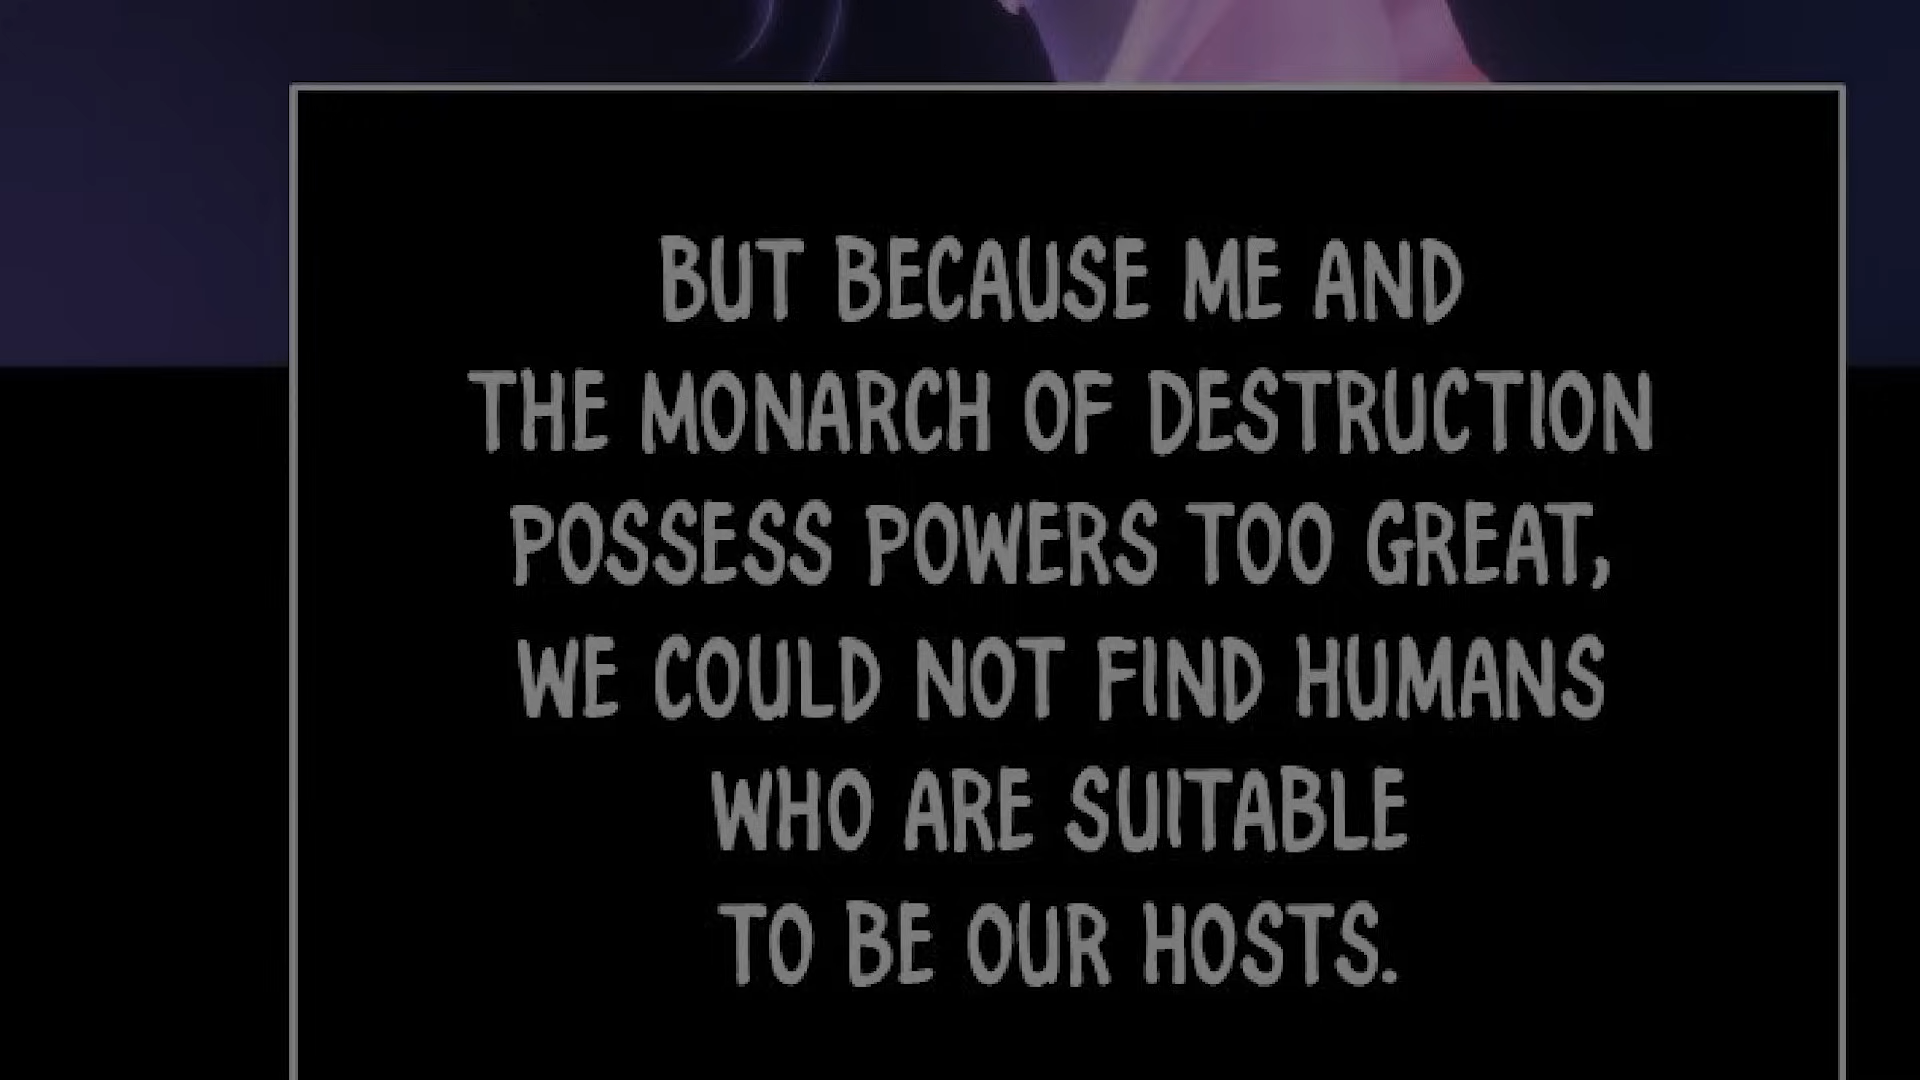 BUT BECAUSE ME AND
THE MONARCH OF DESTRUCTION
POSSESS POWERS TOO GREAT,
WE COULD NOT FIND HUMANS
WHO ARE SUITABLE
TO BE OUR HOSTS.